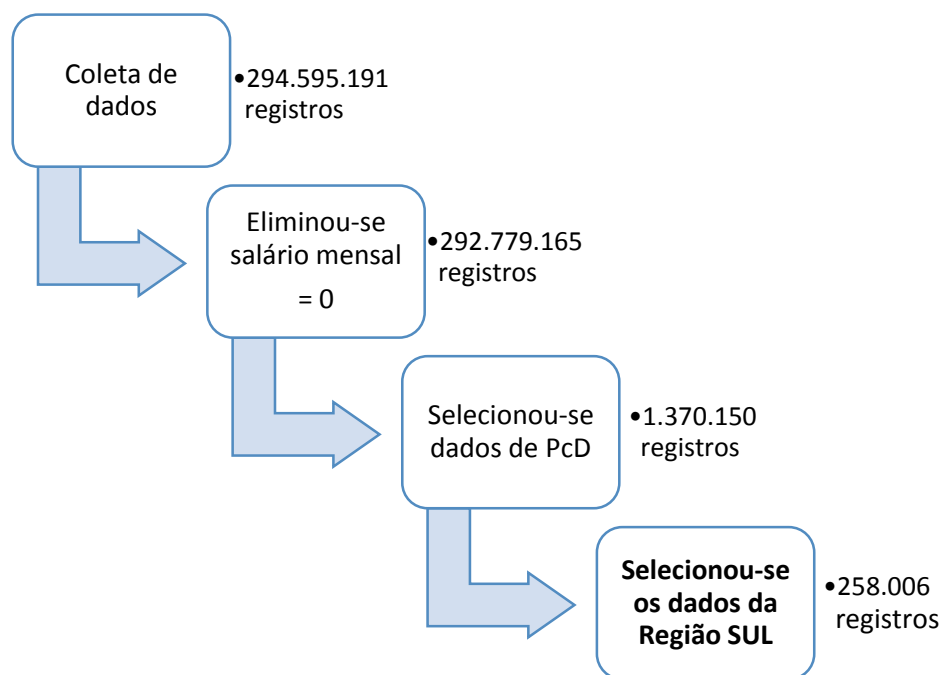 Coleta de
dados
•294.595.191
registros
Eliminou-se
salário mensal
= 0
•292.779.165
registros
Selecionou-se
dados de PcD
•1.370.150
registros
Selecionou-se
os dados da
Região SUL
•258.006
registros